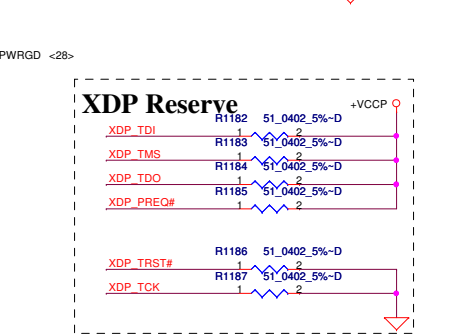 PWRGD <28>
XDP Reserve
+VCCP
R1182 51_0402_5%~D
XDP_TDI 1 2
R1183 51_0402_5%~D
XDP_TMS 1 2
R1184 51_0402_5%~D
XDP_TDO 1 2
R1185 51_0402_5%~D
XDP_PREQ# 1 2
R1186 51_0402_5%~D
XDP_TRST# 1 2
R1187 51_0402_5%~D
XDP_TCK 1 2